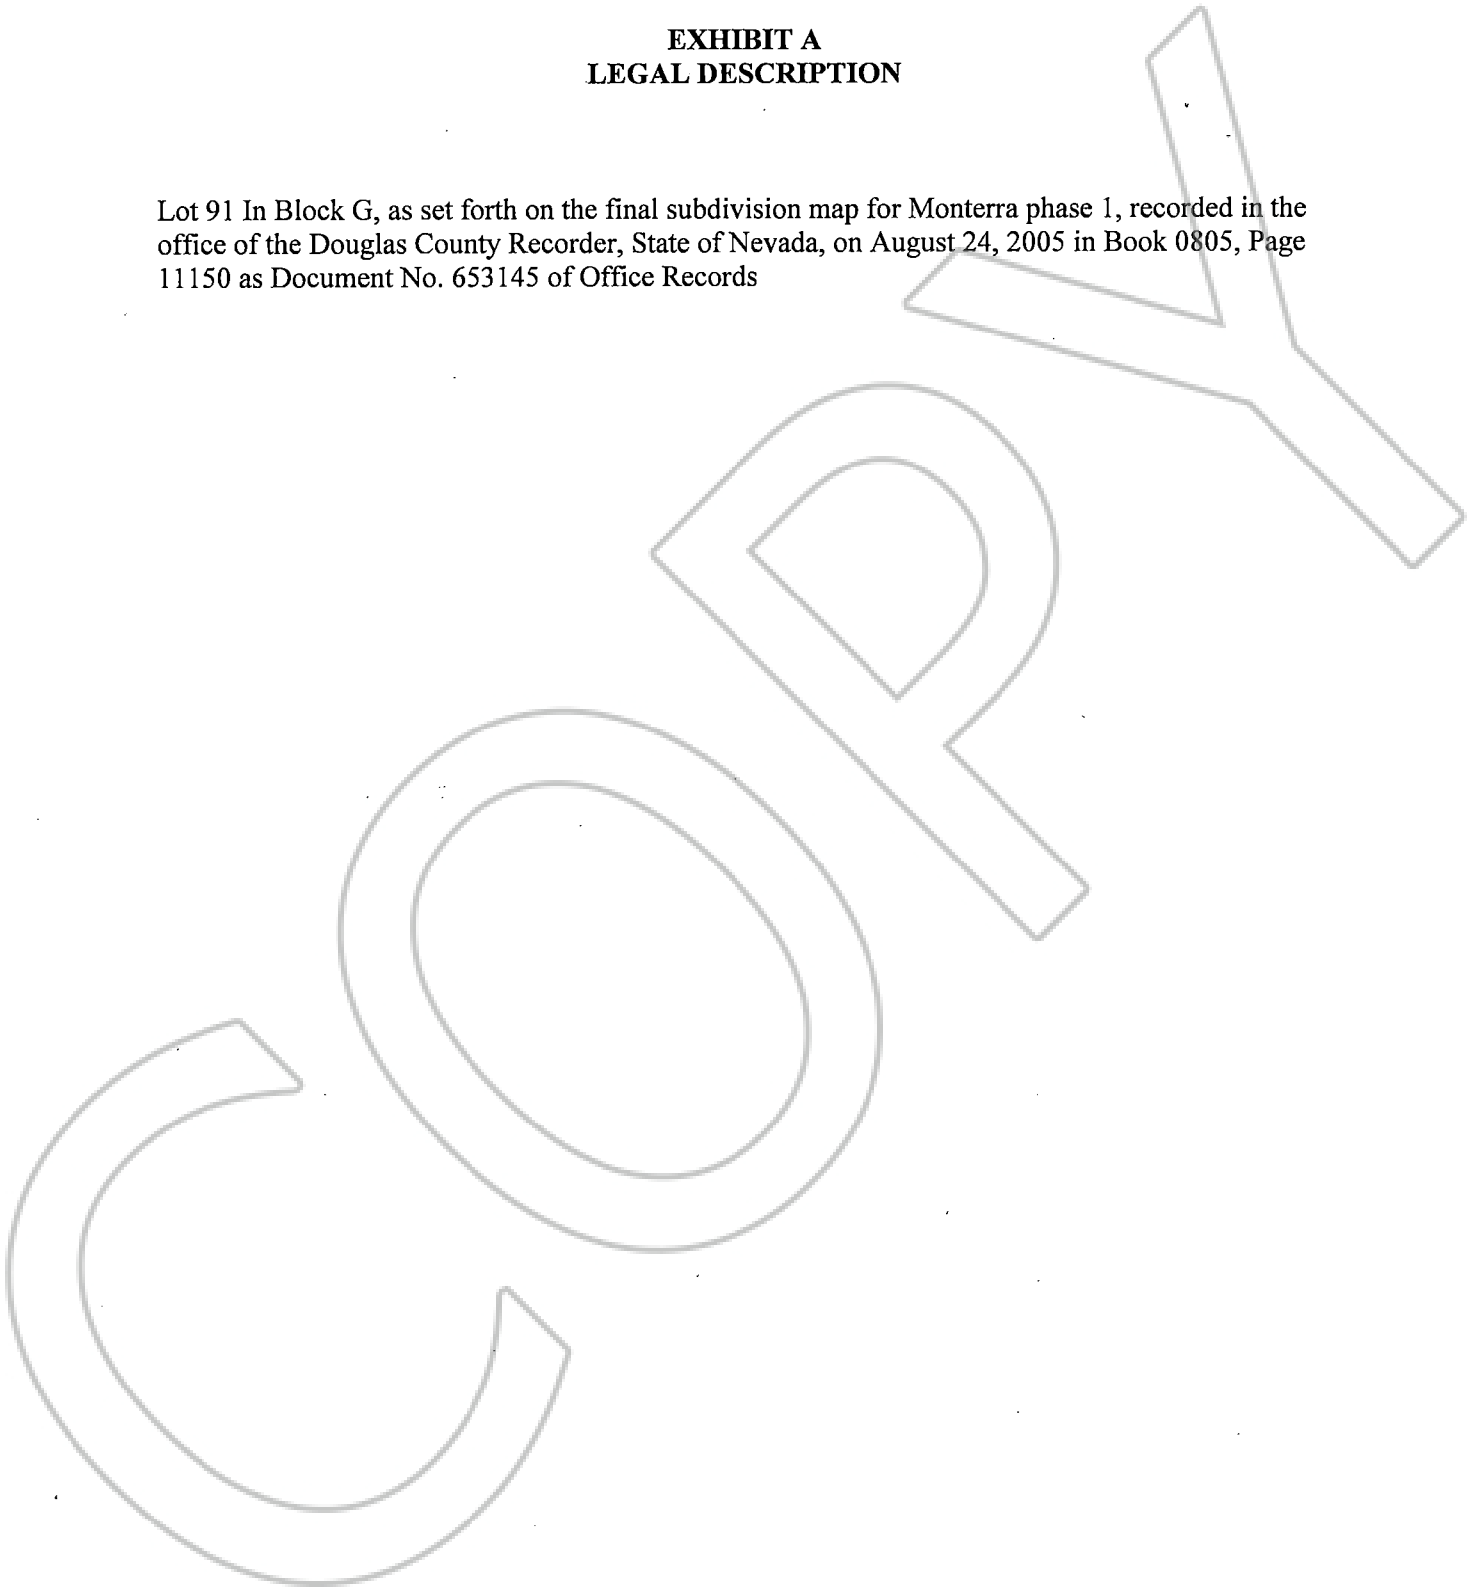 EXHIBIT A
LEGAL DESCRIPTION
Lot 91 In Block G, as set forth on the final subdivision map for Monterra phase 1, recorded in the
office of the Douglas County Recorder, State of Nevada, on August 24, 2005 in Book 0805, Page
11150 as Document No. 653145 of Office Records
COPY